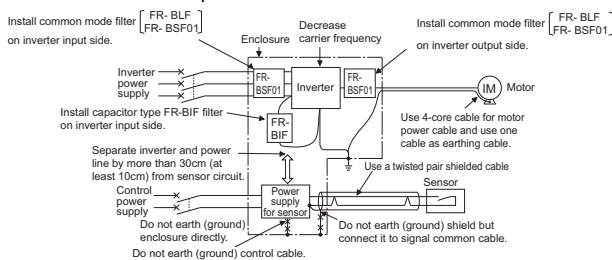 Install common mode filter
FR- BLF
FR- BSF01
on inverter input side.
Enclosure
Decrease
carrier frequency
Install common mode filter
FR- BLF
FR- BSF01
on inverter output side.
Inverter
power
supply
FR-
BSF01
Inverter
FR-
BSF01
IM
Motor
Install capacitor type FR-BIF filter
on inverter input side.
FR-
BIF
Use 4-core cable for motor
power cable and use one
cable as earthing cable.
Separate inverter and power
line by more than 30cm (at
least 10cm) from sensor circuit.
Use a twisted pair shielded cable
Sensor
Control
power
supply
Power
supply
for sensor
Do not earth (ground)
enclosure directly.
Do not earth (ground) shield but
connect it to signal common cable.
Do not earth (ground) control cable.